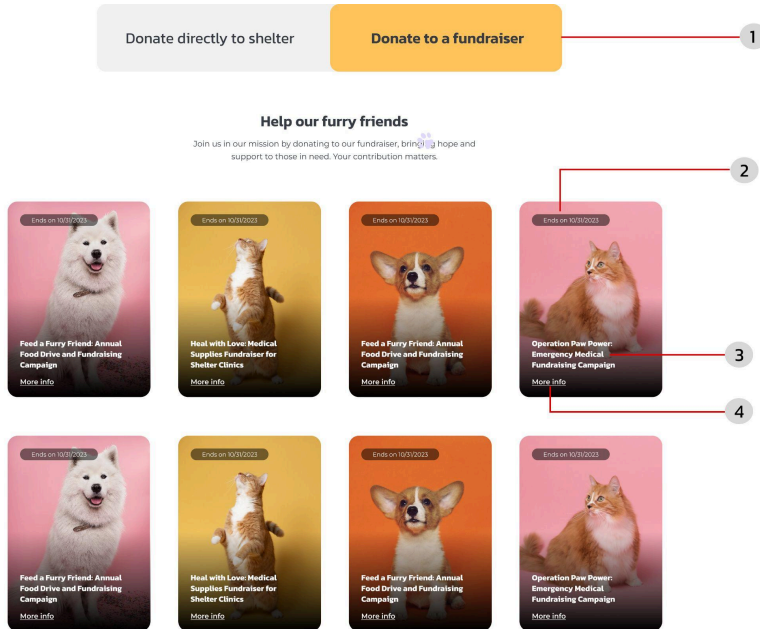 Donate directly to shelter
Donate to a fundraiser
1
Help our furry friends
Join us in our mission by donating to our fundraiser, bringing hope and
support to those in need. Your contribution matters.
2
Ends on 10/31/2023
Ends on 10/31/2023
Ends on 10/31/2023
Ends on 10/31/2023
Feed a Furry Friend: Annual
Food Drive and Fundraising
Campaign
More info
Heal with Love: Medical
Supplies Fundraiser for
Shelter Clinics
More info
Feed a Furry Friend: Annual
Food Drive and Fundraising
Campaign
More info
Operation Paw Power:
Emergency Medical
Fundraising Campaign
More info
3
4
Ends on 10/31/2023
Ends on 10/31/2023
Ends on 10/31/2023
Ends on 10/31/2023
Feed a Furry Friend: Annual
Food Drive and Fundraising
Campaign
More info
Heal with Love: Medical
Supplies Fundraiser for
Shelter Clinics
More info
Feed a Furry Friend: Annual
Food Drive and Fundraising
Campaign
More info
Operation Paw Power:
Emergency Medical
Fundraising Campaign
More info